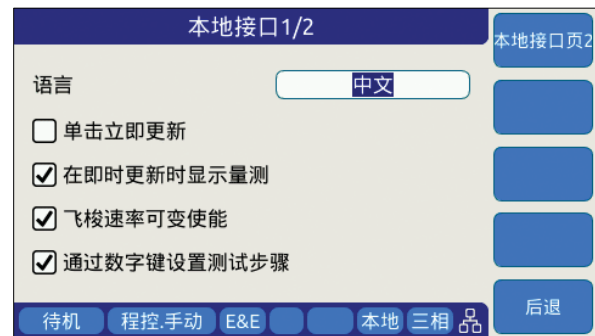 本地接口1/2
本地接口页2
语言
中文
单击立即更新
在即时更新时显示量测
飞梭速率可变使能
通过数字键设置测试步骤
待机
程控.手动
E&E
本地
三相
后退